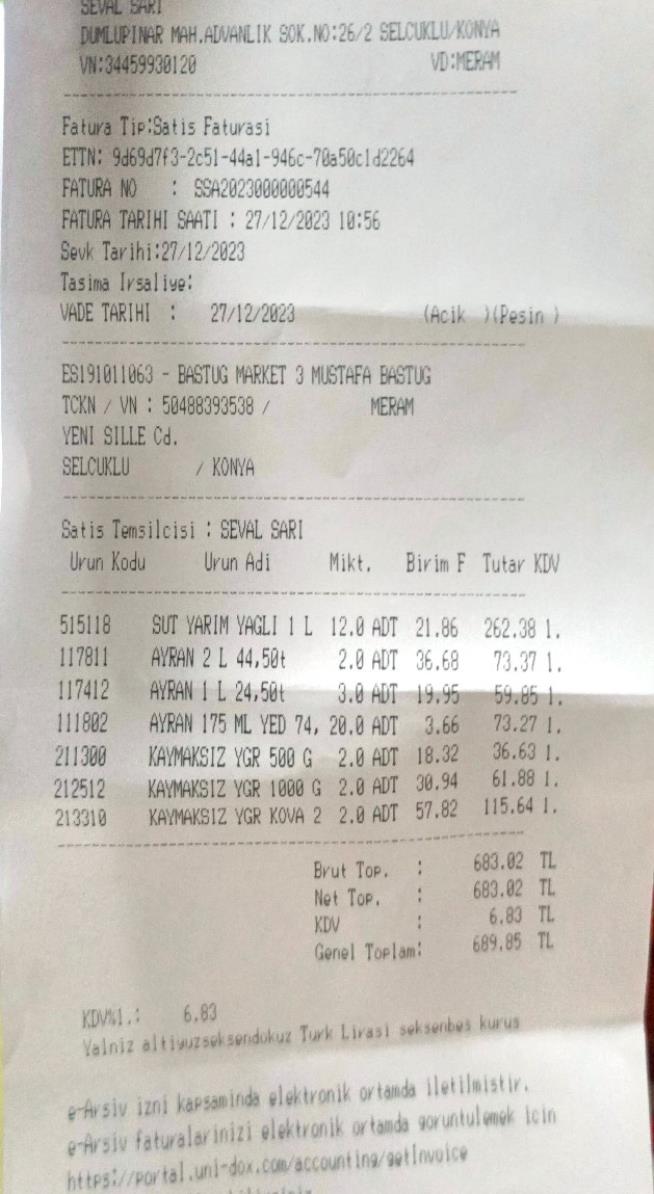 SEVAL SARI
DUMLUPINAR MAH.ADVANLIK SOK.NO:26/2 SELCUKLU/KONYA
VN:34459930120 VD:MERAM
Fatura Tip:Satis Faturasi
ETTN: 9d69d7f3-2c51-44a1-946c-70a50c1d2264
FATURA NO : SSA2023000000544
FATURA TARIHI SAATI : 27/12/2023 10:56
Sevk Tarihi:27/12/2023
Tasima Irsaliye:
VADE TARIHI : 27/12/2023 (Acik )(Pesin )
ES191011063 - BASTUG MARKET 3 MUSTAFA BASTUG
TCKN / VN : 50488393538 / MERAM
YENI SILLE Cd.
SELCUKLU / KONYA
Satis Temsilcisi : SEVAL SARI
Urun Kodu Urun Adi Mikt. Birim F Tutar KDV
515118 SUT YARIM YAGLI 1 L 12.0 ADT 21.86 262.38 1.
117811 AYRAN 2 L 44,50t 2.0 ADT 36.68 73.37 1.
117412 AYRAN 1 L 24,50t 3.0 ADT 19.95 59.85 1.
111802 AYRAN 175 ML YED 74, 20.0 ADT 3.66 73.27 1.
211300 KAYMAKSIZ YGR 500 G 2.0 ADT 18.32 36.63 1.
212512 KAYMAKSIZ YGR 1000 G 2.0 ADT 30.94 61.88 1.
213310 KAYMAKSIZ YGR KOVA 2 2.0 ADT 57.82 115.64 1.
Brut Top. : 683.02 TL
Net Top. : 683.02 TL
KDV : 6.83 TL
Genel Toplam: 689.85 TL
KDV%1.: 6.83
Yalniz altiyuzseksendokuz Turk Lirasi seksenbes kurus
e-Arsiv izni kapsaminda elektronik ortamda iletilmistir.
e-Arsiv faturalarinizi elektronik ortamda goruntulemek icin
https://portal.uni-dox.com/accounting/getInvoice